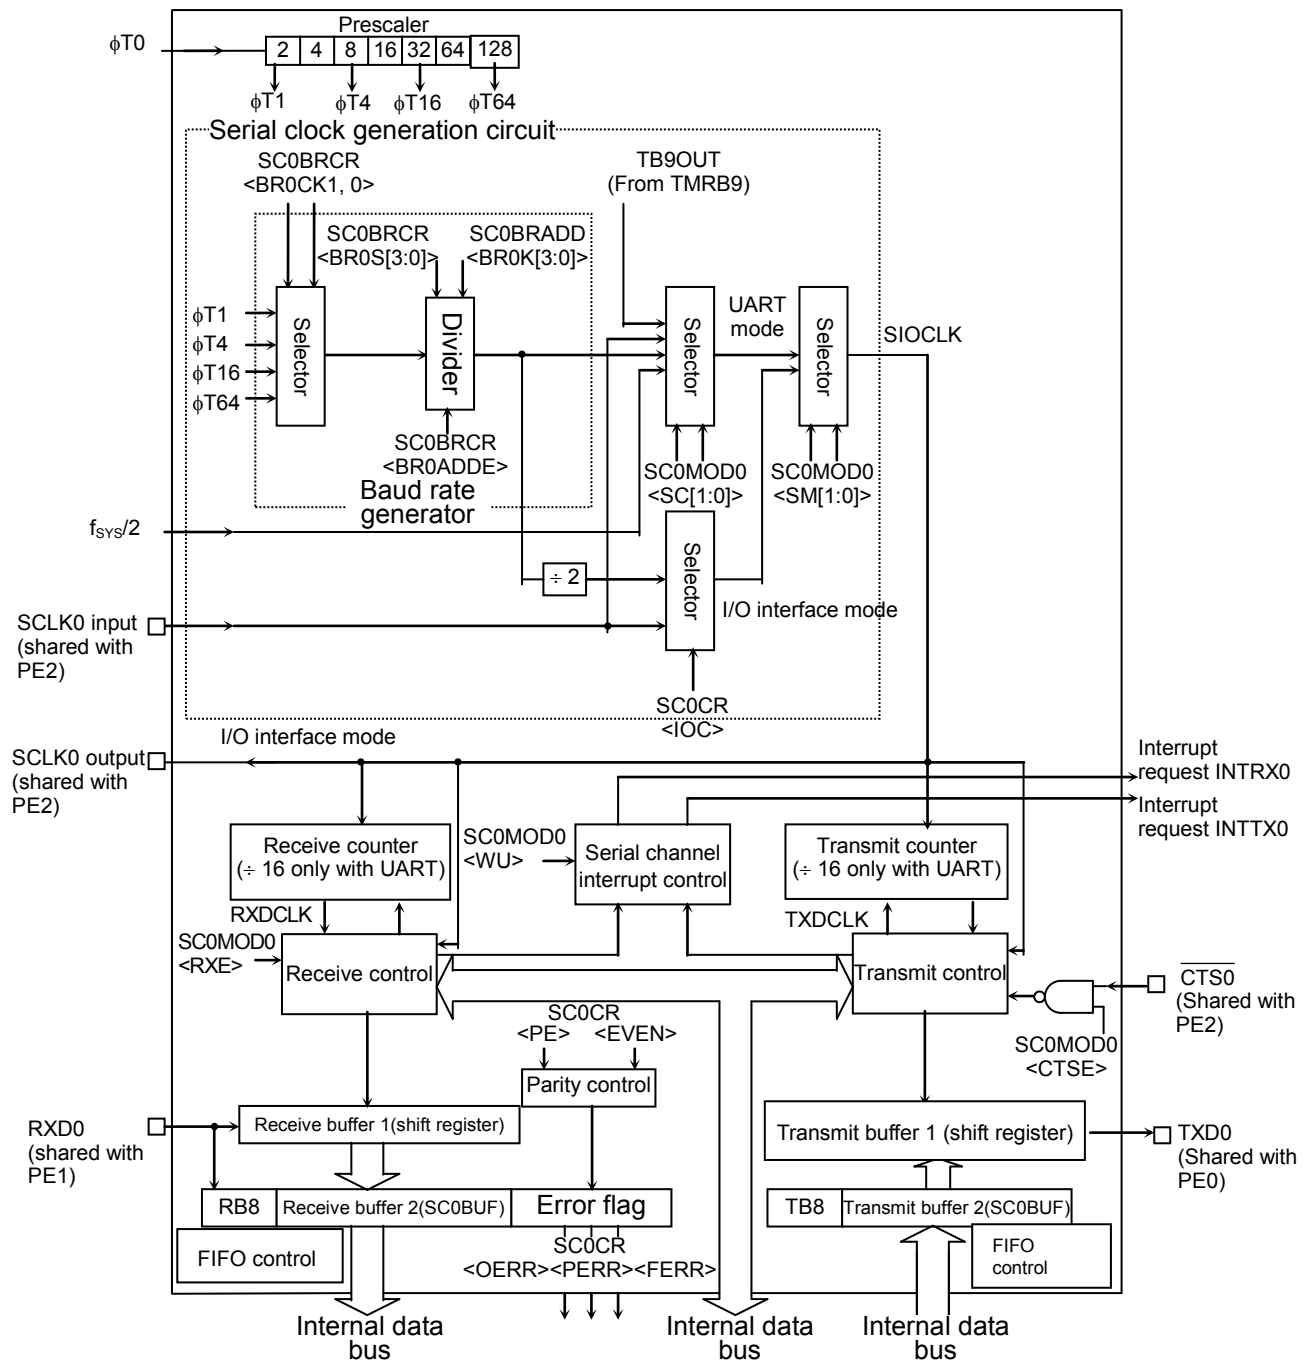 Prescaler
ϕT0
2 4 8 16 32 64 128
ϕT1 ϕT4 ϕT16 ϕT64
Serial clock generation circuit
SC0BRCR
<BR0CK1, 0>
TB9OUT
(From TMRB9)
SC0BRCR
<BR0S[3:0]>
SC0BRADD
<BR0K[3:0]>
ϕT1
ϕT4
ϕT16
ϕT64
Selector
Divider
Selector
UART
mode
Selector
SIOCLK
SC0BRCR
<BR0ADDE>
SC0MOD0
<SC[1:0]>
SC0MOD0
<SM[1:0]>
Baud rate
generator
fSYS/2
÷ 2
Selector
I/O interface mode
SCLK0 input
(shared with
PE2)
SC0CR
<IOC>
I/O interface mode
SCLK0 output
(shared with
PE2)
Interrupt
request INTRX0
Interrupt
request INTTX0
Receive counter
(÷ 16 only with UART)
SC0MOD0
<WU>
Serial channel
interrupt control
Transmit counter
(÷ 16 only with UART)
RXDCLK
TXDCLK
SC0MOD0
<RXE>
Receive control
Transmit control
CTS0
(Shared with
PE2)
SC0MOD0
<CTSE>
SC0CR
<PE> <EVEN>
Parity control
RXD0
(shared with
PE1)
Receive buffer 1(shift register)
Transmit buffer 1 (shift register)
TXD0
(Shared with
PE0)
RB8 Receive buffer 2(SC0BUF) Error flag
TB8 Transmit buffer 2(SC0BUF)
FIFO control
SC0CR
<OERR><PERR><FERR>
FIFO
control
Internal data
bus
Internal data
bus
Internal data
bus